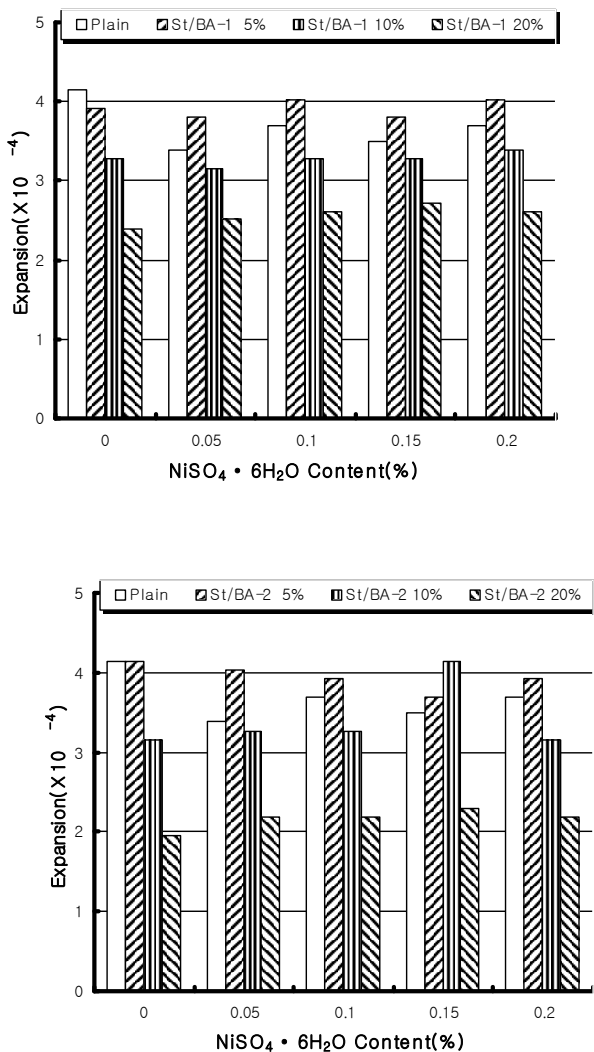 Plain St/BA-1 5% St/BA-1 10% St/BA-1 20%
5
4
3
2
1
0
Expansion(X10⁻⁴)
0 0.05 0.1 0.15 0.2
NiSO₄・6H₂O Content(%)
Plain St/BA-2 5% St/BA-2 10% St/BA-2 20%
5
4
3
2
1
0
Expansion(X10⁻⁴)
0 0.05 0.1 0.15 0.2
NiSO₄・6H₂O Content(%)